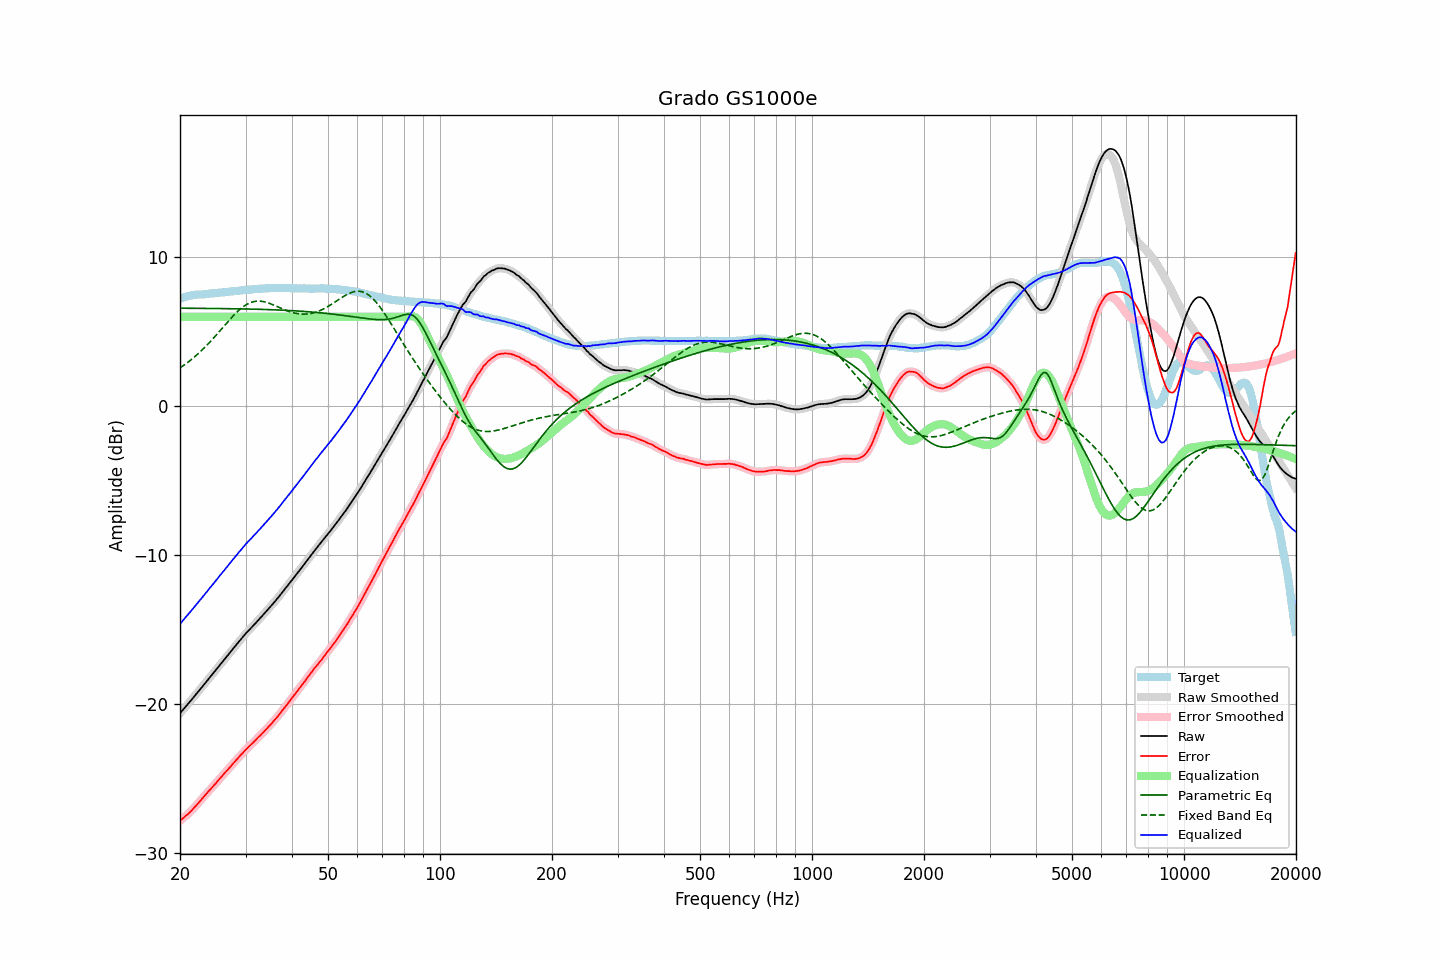 Grado GS1000e
Amplitude (dBr)
10
0
−10
−20
−30
20
50
100
200
500
1000
2000
5000
10000
20000
Frequency (Hz)
Target
Raw Smoothed
Error Smoothed
Raw
Error
Equalization
Parametric Eq
Fixed Band Eq
Equalized